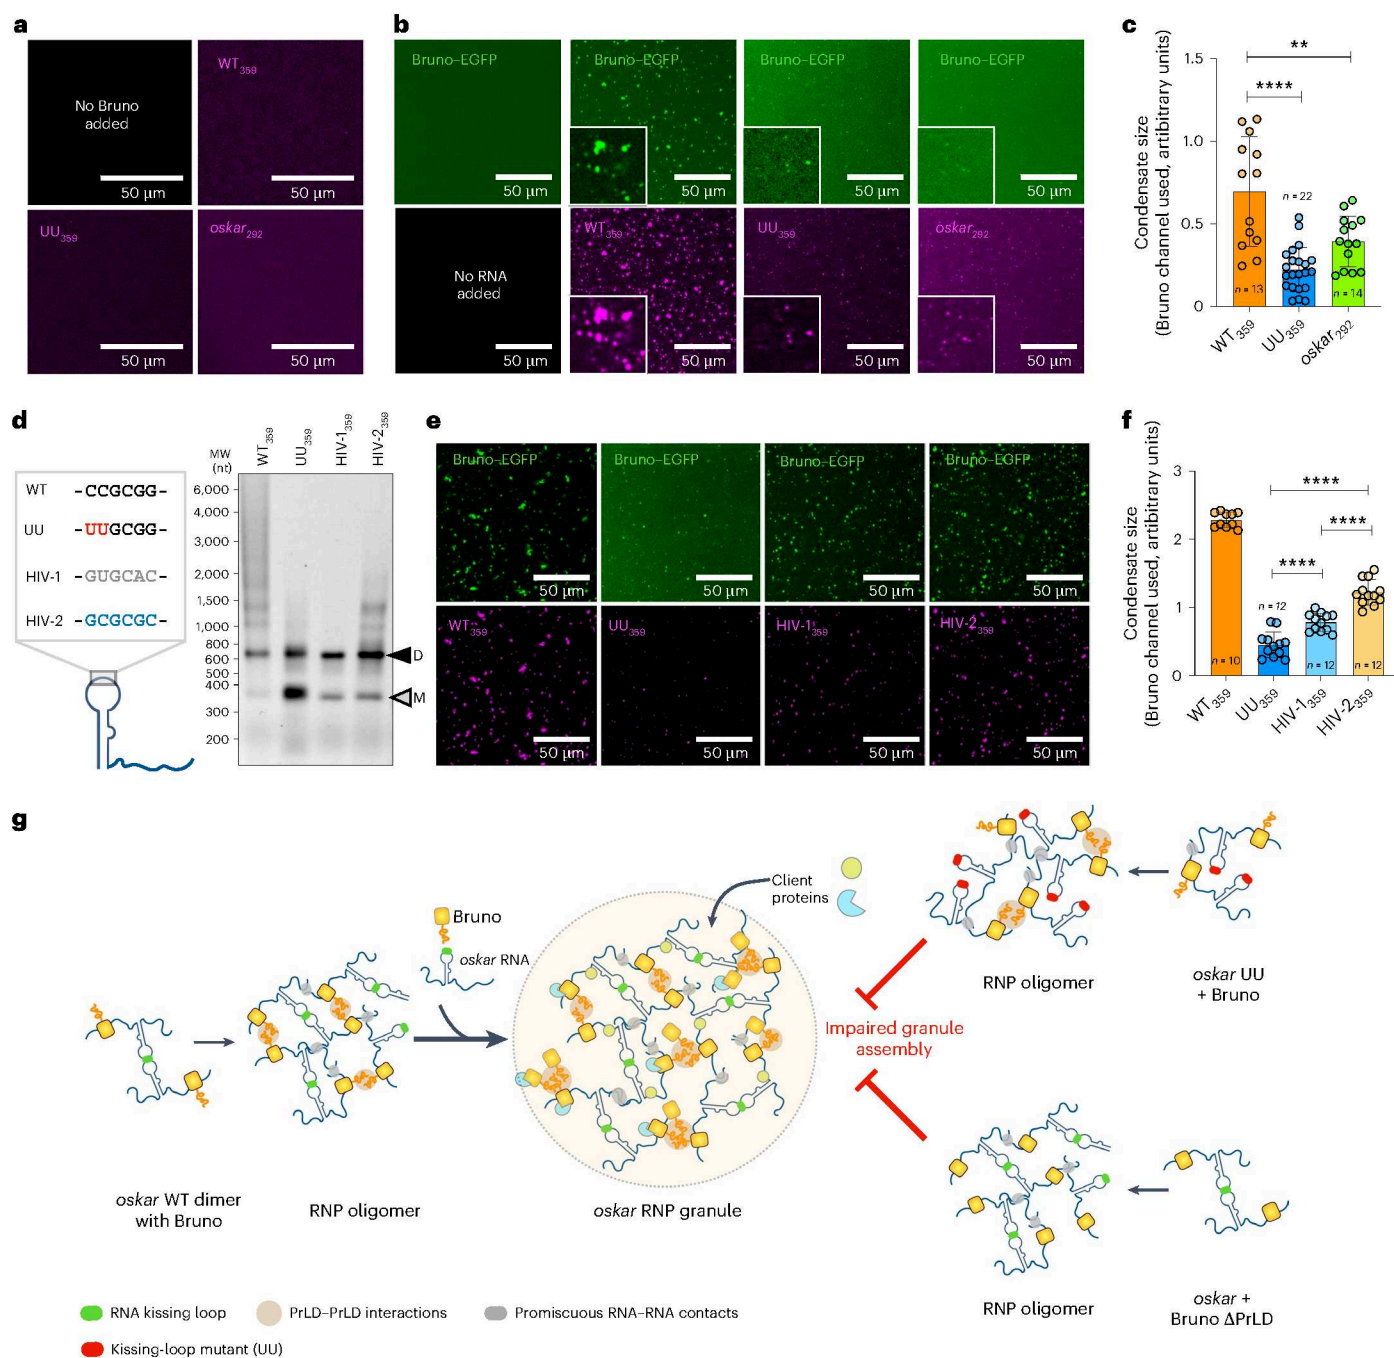 a
No Bruno
added
50 μm
WT359
50 μm
UU359
50 μm
oskar292
50 μm
b
Bruno–EGFP
50 μm
Bruno–EGFP
50 μm
Bruno–EGFP
50 μm
Bruno–EGFP
50 μm
No RNA
added
50 μm
WT359
50 μm
UU359
50 μm
oskar292
50 μm
c
Condensate size
(Bruno channel used, artibitrary units)
1.5
1.0
0.5
0
**
****
n = 13
n = 22
n = 14
WT359
UU359
oskar292
d
WT
-CCGCGG-
UU
-UUGCGG-
HIV-1
-GUGCAC-
HIV-2
-GCGCGC-
MW
(nt)
WT359
UU359
HIV-1359
HIV-2359
6,000
4,000
3,000
2,000
1,500
1,000
800
600
500
400
300
200
D
M
e
Bruno–EGFP
50 μm
Bruno–EGFP
50 μm
Bruno–EGFP
50 μm
Bruno–EGFP
50 μm
WT359
50 μm
UU359
50 μm
HIV-1359
50 μm
HIV-2359
50 μm
f
Condensate size
(Bruno channel used, artibitrary units)
3
2
1
0
****
****
****
n = 10
n = 12
n = 12
n = 12
WT359
UU359
HIV-1359
HIV-2359
g
Bruno
oskar RNA
Client
proteins
oskar WT dimer
with Bruno
RNP oligomer
oskar RNP granule
Impaired granule
assembly
RNP oligomer
oskar UU
+ Bruno
RNP oligomer
oskar +
Bruno ΔPrLD
RNA kissing loop
PrLD–PrLD interactions
Promiscuous RNA–RNA contacts
Kissing-loop mutant (UU)